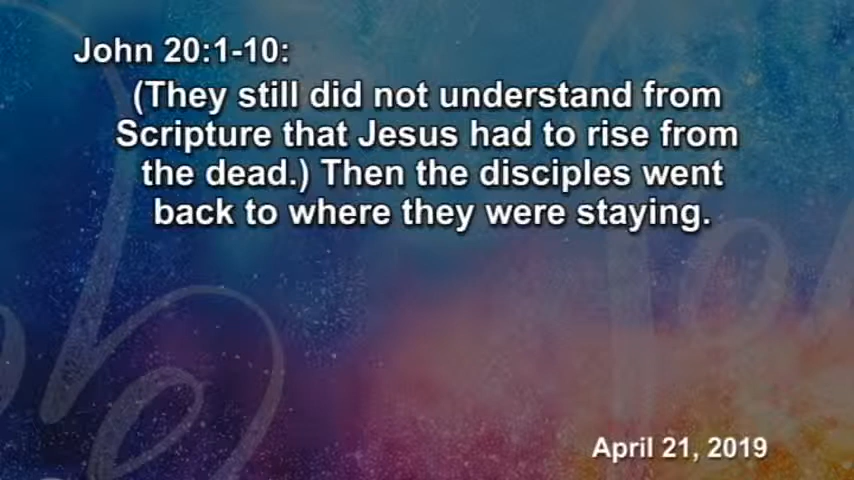 John 20:1-10:
(They still did not understand from
Scripture that Jesus had to rise from
the dead.) Then the disciples went
back to where they were staying.
April 21, 2019